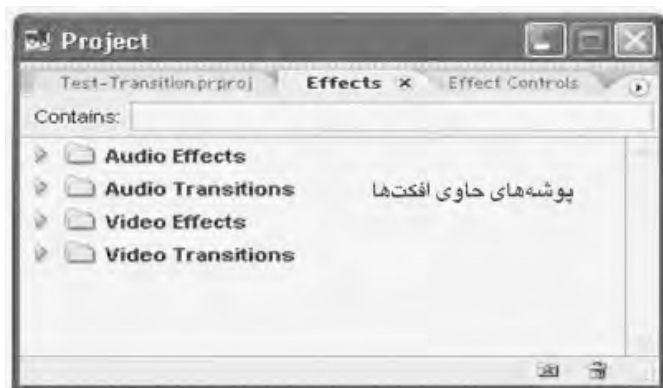 Project
Test-Transition.prproj Effects × Effect Controls
Contains:
Audio Effects
Audio Transitions
پوشه‌های حاوی افکت‌ها
Video Effects
Video Transitions